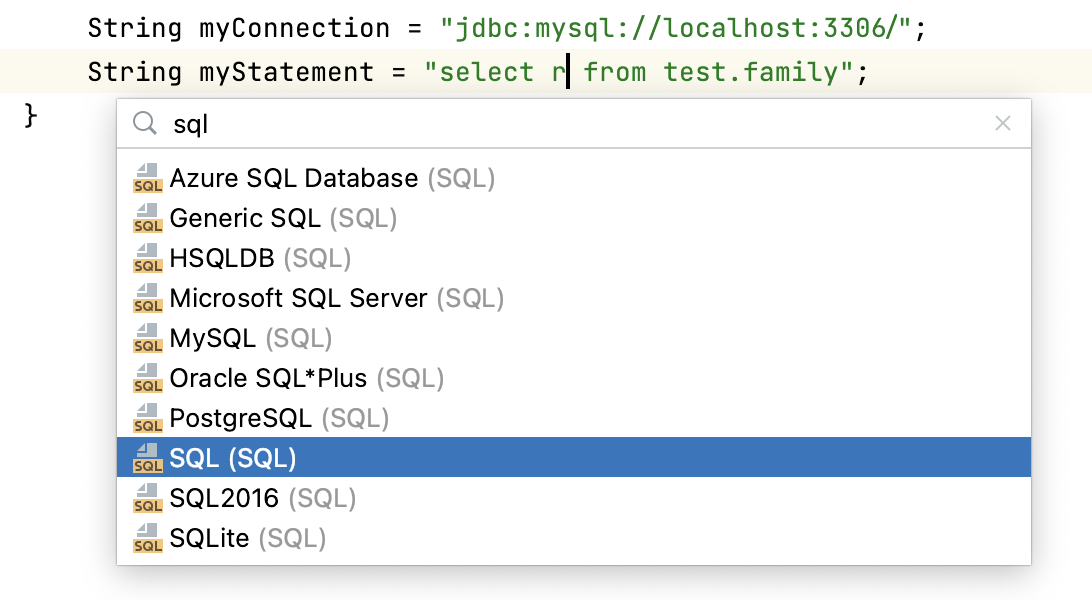 String myConnection = "jdbc:mysql://localhost:3306/";
String myStatement = "select r from test.family";
}
sql
SQL Azure SQL Database (SQL)
SQL Generic SQL (SQL)
SQL HSQLDB (SQL)
SQL Microsoft SQL Server (SQL)
SQL MySQL (SQL)
SQL Oracle SQL*Plus (SQL)
SQL PostgreSQL (SQL)
SQL SQL (SQL)
SQL SQL2016 (SQL)
SQL SQLite (SQL)